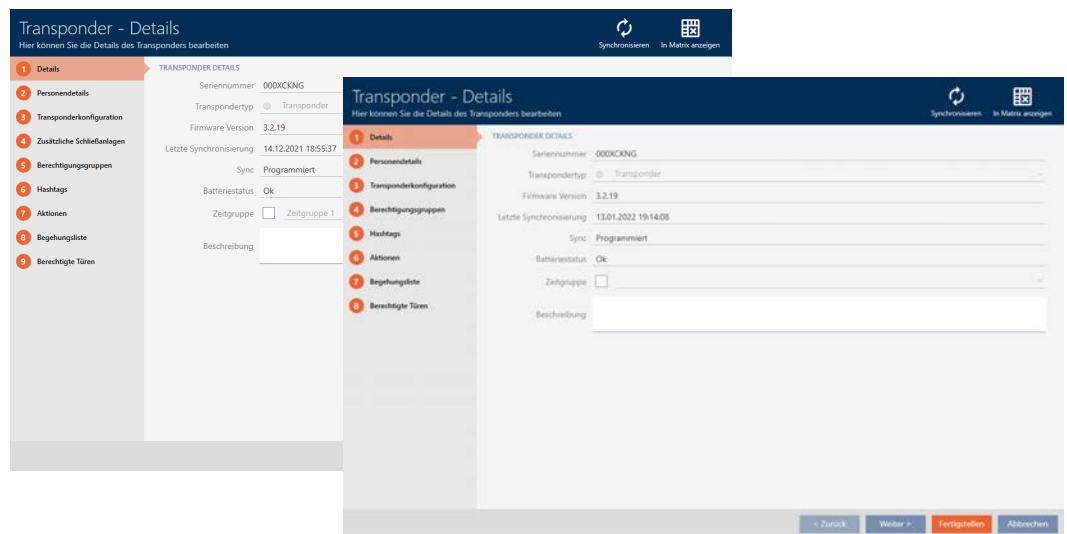 Transponder - Details
Hier können Sie die Details des Transponders bearbeiten
Synchronisieren
In Matrix anzeigen
1 Details
2 Personendetails
3 Transponderkonfiguration
4 Zusätzliche Schließanlagen
5 Berechtigungsgruppen
6 Hashtags
7 Aktionen
8 Begehungsliste
9 Berechtigte Türen
TRANSPONDER DETAILS
Seriennummer 000XCKNG
Transpondertyp Transponder
Firmware Version 3.2.19
Letzte Synchronisierung 14.12.2021 18:55:37
Sync Programmiert
Batteriestatus Ok
Zeitgruppe Zeitgruppe 1
Beschreibung
Transponder - Details
Hier können Sie die Details des Transponders bearbeiten
Synchronisieren
In Matrix anzeigen
1 Details
2 Personendetails
3 Transponderkonfiguration
4 Berechtigungsgruppen
5 Hashtags
6 Aktionen
7 Begehungsliste
8 Berechtigte Türen
TRANSPONDER DETAILS
Seriennummer 000XCKNG
Transpondertyp Transponder
Firmware Version 3.2.19
Letzte Synchronisierung 13.01.2022 19:14:08
Sync Programmiert
Batteriestatus Ok
Zeitgruppe
Beschreibung
< Zurück
Weiter >
Fertigstellen
Abbrechen